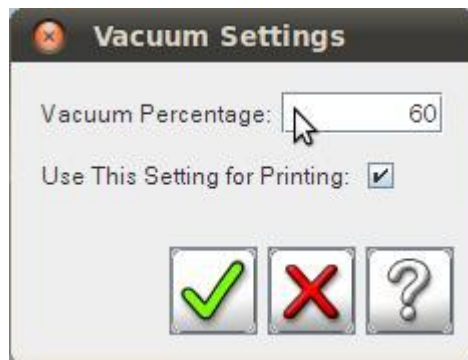 Vacuum Settings
Vacuum Percentage: 60
Use This Setting for Printing: